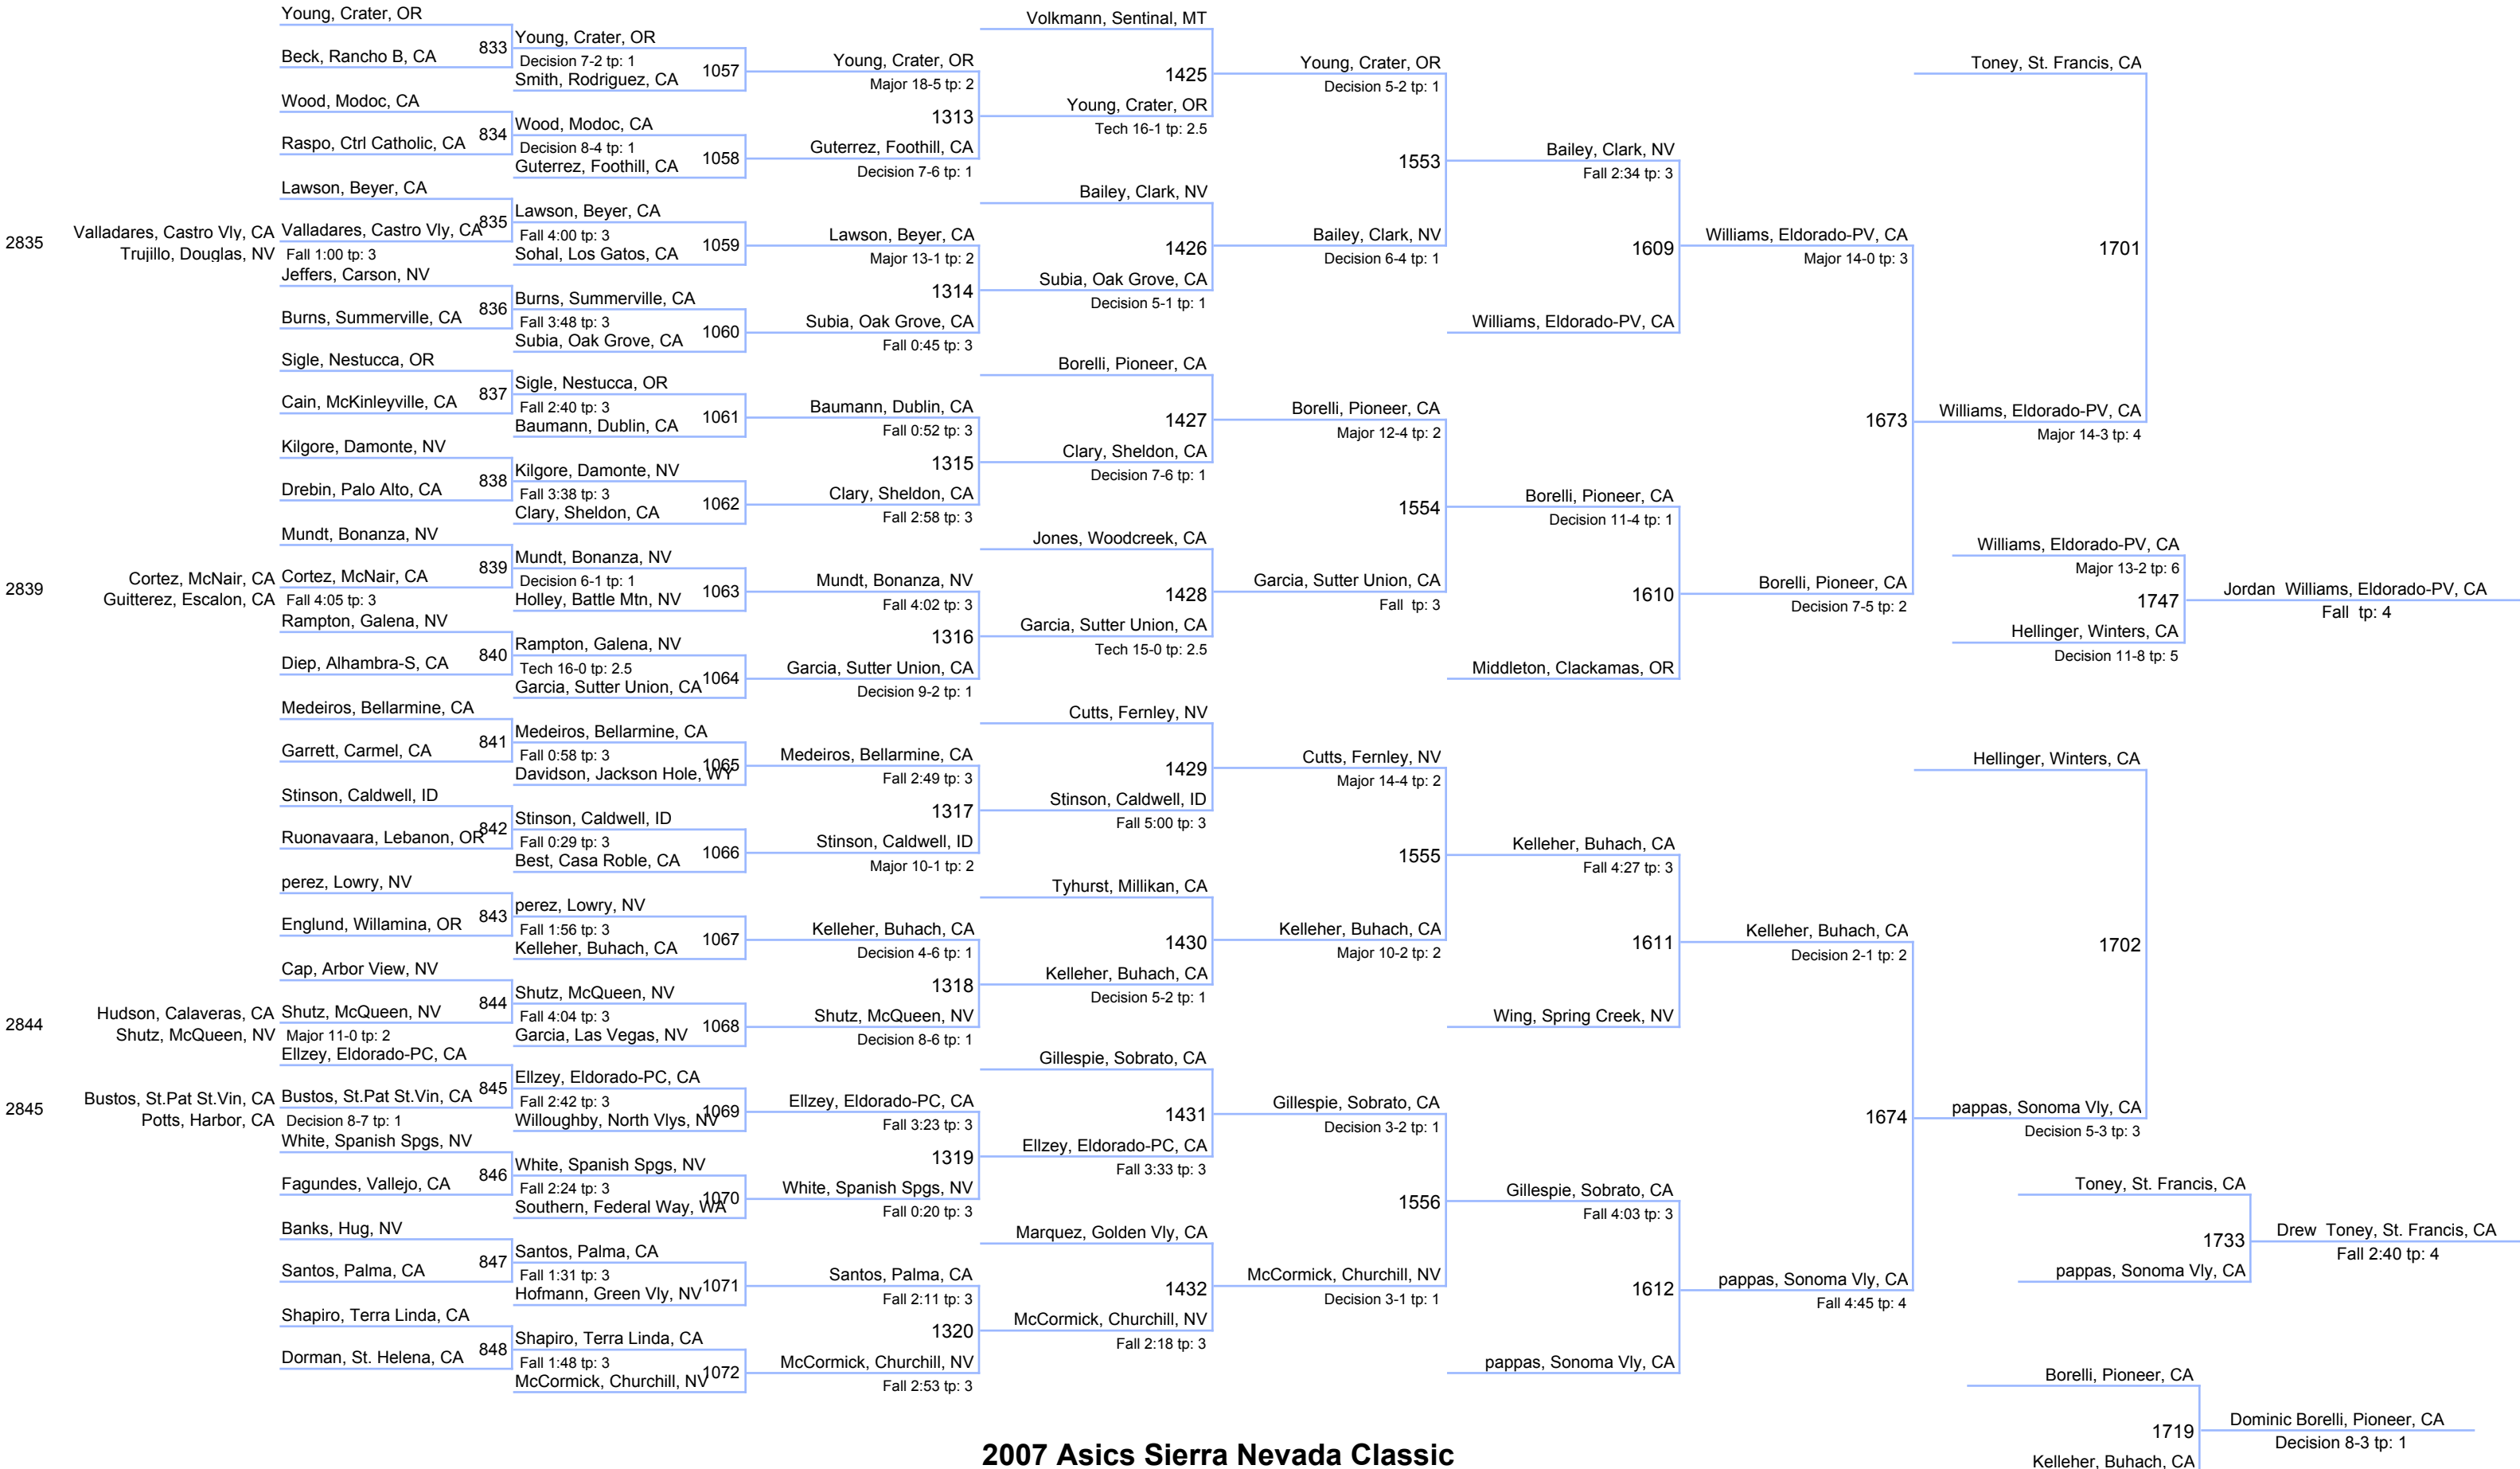 Young, Crater, OR
Beck, Rancho B, CA
833
Wood, Modoc, CA
Raspo, Ctrl Catholic, CA
834
Lawson, Beyer, CA
2835
Valladares, Castro Vly, CA
Trujillo, Douglas, NV
Valladares, Castro Vly, CA
835
Fall 1:00 tp: 3
Jeffers, Carson, NV
Burns, Summerville, CA
836
Sigle, Nestucca, OR
Cain, McKinleyville, CA
837
Kilgore, Damonte, NV
Drebin, Palo Alto, CA
838
Mundt, Bonanza, NV
2839
Cortez, McNair, CA
Guitterez, Escalon, CA
Cortez, McNair, CA
839
Fall 4:05 tp: 3
Rampton, Galena, NV
Diep, Alhambra-S, CA
840
Medeiros, Bellarmine, CA
Garrett, Carmel, CA
841
Stinson, Caldwell, ID
Ruonavaara, Lebanon, OR
842
perez, Lowry, NV
Englund, Willamina, OR
843
Cap, Arbor View, NV
2844
Hudson, Calaveras, CA
Shutz, McQueen, NV
Shutz, McQueen, NV
844
Major 11-0 tp: 2
Ellzey, Eldorado-PC, CA
2845
Bustos, St.Pat St.Vin, CA
Potts, Harbor, CA
Bustos, St.Pat St.Vin, CA
845
Decision 8-7 tp: 1
White, Spanish Spgs, NV
Fagundes, Vallejo, CA
846
Banks, Hug, NV
Santos, Palma, CA
847
Shapiro, Terra Linda, CA
Dorman, St. Helena, CA
848
Young, Crater, OR
Decision 7-2 tp: 1
Smith, Rodriguez, CA
1057
Wood, Modoc, CA
Decision 8-4 tp: 1
Guterrez, Foothill, CA
1058
Lawson, Beyer, CA
Fall 4:00 tp: 3
Sohal, Los Gatos, CA
1059
Burns, Summerville, CA
Fall 3:48 tp: 3
Subia, Oak Grove, CA
1060
Sigle, Nestucca, OR
Fall 2:40 tp: 3
Baumann, Dublin, CA
1061
Kilgore, Damonte, NV
Fall 3:38 tp: 3
Clary, Sheldon, CA
1062
Mundt, Bonanza, NV
Decision 6-1 tp: 1
Holley, Battle Mtn, NV
1063
Rampton, Galena, NV
Tech 16-0 tp: 2.5
Garcia, Sutter Union, CA
1064
Medeiros, Bellarmine, CA
Fall 0:58 tp: 3
Davidson, Jackson Hole, WY
1065
Stinson, Caldwell, ID
Fall 0:29 tp: 3
Best, Casa Roble, CA
1066
perez, Lowry, NV
Fall 1:56 tp: 3
Kelleher, Buhach, CA
1067
Shutz, McQueen, NV
Fall 4:04 tp: 3
Garcia, Las Vegas, NV
1068
Ellzey, Eldorado-PC, CA
Fall 2:42 tp: 3
Willoughby, North Vlys, NV
1069
White, Spanish Spgs, NV
Fall 2:24 tp: 3
Southern, Federal Way, WA
1070
Santos, Palma, CA
Fall 1:31 tp: 3
Hofmann, Green Vly, NV
1071
Shapiro, Terra Linda, CA
Fall 1:48 tp: 3
McCormick, Churchill, NV
1072
Young, Crater, OR
Major 18-5 tp: 2
1313
Guterrez, Foothill, CA
Decision 7-6 tp: 1
Lawson, Beyer, CA
Major 13-1 tp: 2
1314
Subia, Oak Grove, CA
Fall 0:45 tp: 3
Baumann, Dublin, CA
Fall 0:52 tp: 3
1315
Clary, Sheldon, CA
Fall 2:58 tp: 3
Mundt, Bonanza, NV
Fall 4:02 tp: 3
1316
Garcia, Sutter Union, CA
Decision 9-2 tp: 1
Medeiros, Bellarmine, CA
Fall 2:49 tp: 3
1317
Stinson, Caldwell, ID
Major 10-1 tp: 2
Kelleher, Buhach, CA
Decision 4-6 tp: 1
1318
Shutz, McQueen, NV
Decision 8-6 tp: 1
Ellzey, Eldorado-PC, CA
Fall 3:23 tp: 3
1319
White, Spanish Spgs, NV
Fall 0:20 tp: 3
Santos, Palma, CA
Fall 2:11 tp: 3
1320
McCormick, Churchill, NV
Fall 2:53 tp: 3
Volkmann, Sentinal, MT
1425
Young, Crater, OR
Tech 16-1 tp: 2.5
Bailey, Clark, NV
1426
Subia, Oak Grove, CA
Decision 5-1 tp: 1
Borelli, Pioneer, CA
1427
Clary, Sheldon, CA
Decision 7-6 tp: 1
Jones, Woodcreek, CA
1428
Garcia, Sutter Union, CA
Tech 15-0 tp: 2.5
Cutts, Fernley, NV
1429
Stinson, Caldwell, ID
Fall 5:00 tp: 3
Tyhurst, Millikan, CA
1430
Kelleher, Buhach, CA
Decision 5-2 tp: 1
Gillespie, Sobrato, CA
1431
Ellzey, Eldorado-PC, CA
Fall 3:33 tp: 3
Marquez, Golden Vly, CA
1432
McCormick, Churchill, NV
Fall 2:18 tp: 3
Young, Crater, OR
Decision 5-2 tp: 1
1553
Bailey, Clark, NV
Decision 6-4 tp: 1
Borelli, Pioneer, CA
Major 12-4 tp: 2
1554
Garcia, Sutter Union, CA
Fall tp: 3
Cutts, Fernley, NV
Major 14-4 tp: 2
1555
Kelleher, Buhach, CA
Major 10-2 tp: 2
Gillespie, Sobrato, CA
Decision 3-2 tp: 1
1556
McCormick, Churchill, NV
Decision 3-1 tp: 1
Bailey, Clark, NV
Fall 2:34 tp: 3
1609
Williams, Eldorado-PV, CA
Borelli, Pioneer, CA
Decision 11-4 tp: 1
1610
Middleton, Clackamas, OR
Kelleher, Buhach, CA
Fall 4:27 tp: 3
1611
Wing, Spring Creek, NV
Gillespie, Sobrato, CA
Fall 4:03 tp: 3
1612
pappas, Sonoma Vly, CA
Williams, Eldorado-PV, CA
Major 14-0 tp: 3
1673
Borelli, Pioneer, CA
Decision 7-5 tp: 2
Kelleher, Buhach, CA
Decision 2-1 tp: 2
1674
pappas, Sonoma Vly, CA
Fall 4:45 tp: 4
Toney, St. Francis, CA
1701
Williams, Eldorado-PV, CA
Major 14-3 tp: 4
Williams, Eldorado-PV, CA
Major 13-2 tp: 6
1747
Hellinger, Winters, CA
Decision 11-8 tp: 5
Jordan Williams, Eldorado-PV, CA
Fall tp: 4
Hellinger, Winters, CA
1702
pappas, Sonoma Vly, CA
Decision 5-3 tp: 3
Toney, St. Francis, CA
1733
pappas, Sonoma Vly, CA
Drew Toney, St. Francis, CA
Fall 2:40 tp: 4
Borelli, Pioneer, CA
1719
Kelleher, Buhach, CA
Dominic Borelli, Pioneer, CA
Decision 8-3 tp: 1
2007 Asics Sierra Nevada Classic